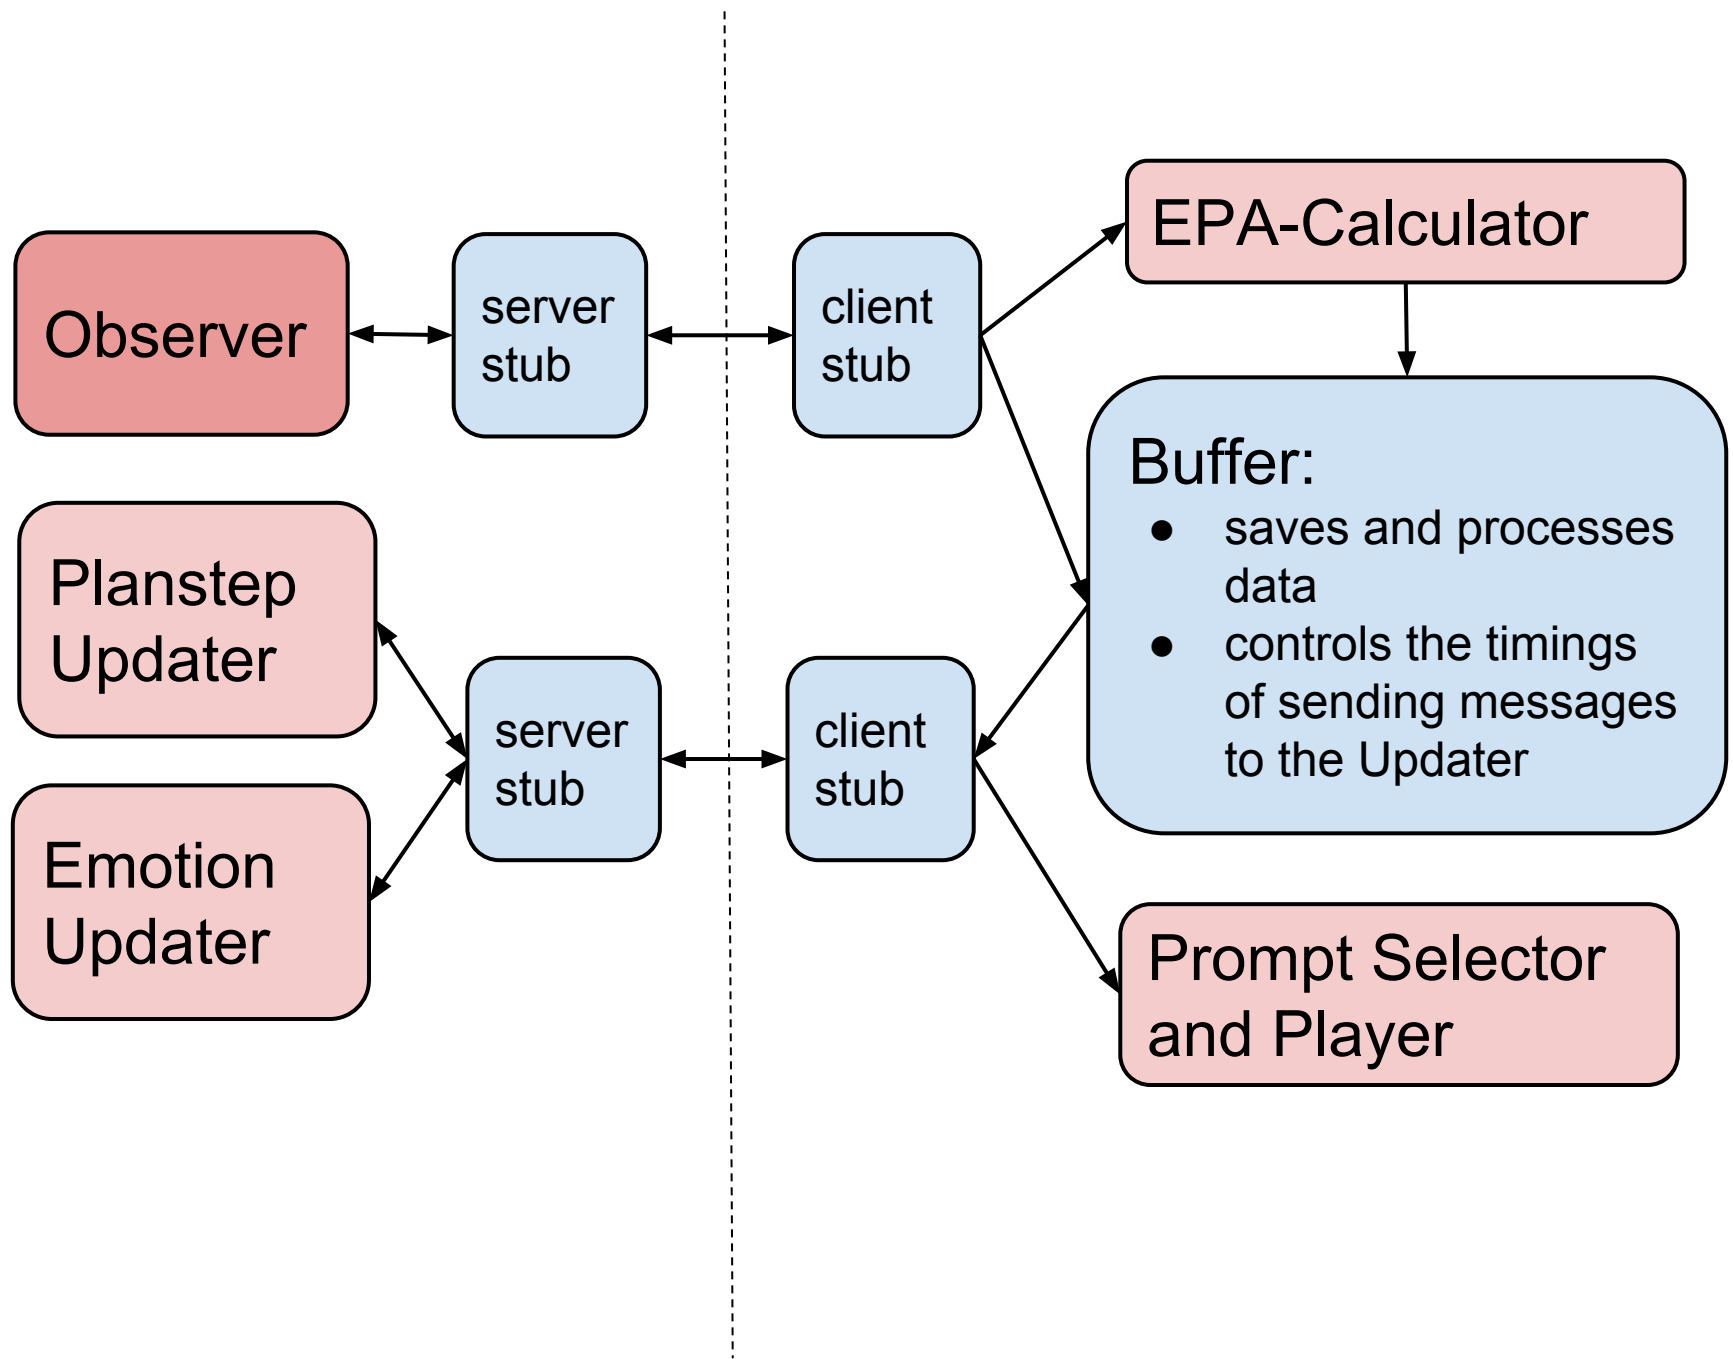 EPA-Calculator
Observer
server
stub
client
stub
Buffer:
● saves and processes
data
● controls the timings
of sending messages
to the Updater
Planstep
Updater
server
stub
client
stub
Emotion
Updater
Prompt Selector
and Player